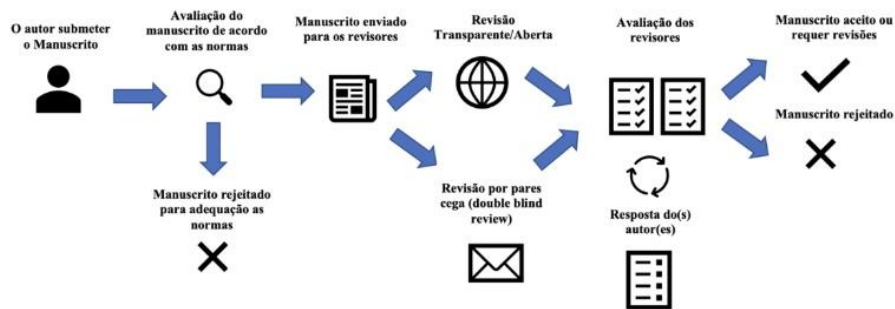 O autor submeter
o Manuscrito
Avaliação do
manuscrito de acordo
com as normas
Manuscrito rejeitado
para adequação as
normas
Manuscrito enviado
para os revisores
Revisão
Transparente/Aberta
Revisão por pares
cega (double blind
review)
Avaliação dos
revisores
Resposta do(s)
autor(es)
Manuscrito aceito ou
requer revisões
Manuscrito rejeitado